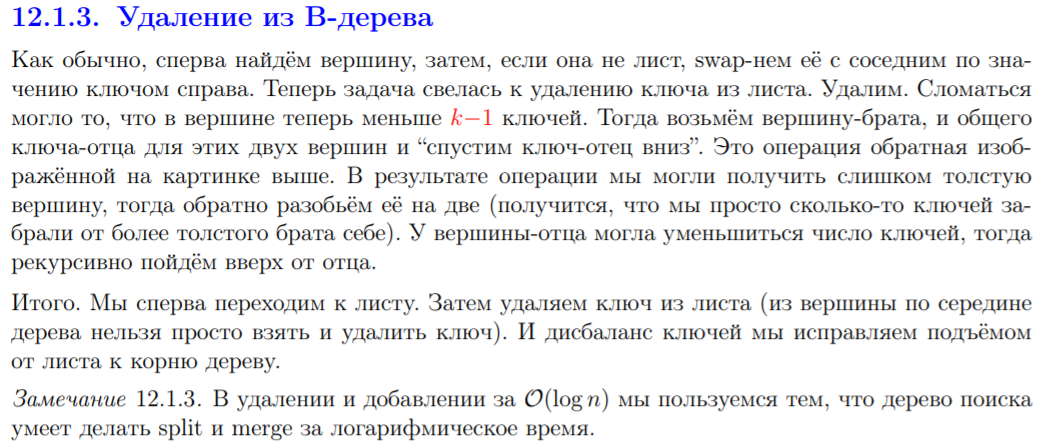 12.1.3. Удаление из B-дерева
Как обычно, сперва найдём вершину, затем, если она не лист, swap-нем её с соседним по зна-
чению ключом справа. Теперь задача свелась к удалению ключа из листа. Удалим. Сломаться
могло то, что в вершине теперь меньше k−1 ключей. Тогда возьмём вершину-брата, и общего
ключа-отца для этих двух вершин и “спустим ключ-отец вниз”. Это операция обратная изоб-
ражённой на картинке выше. В результате операции мы могли получить слишком толстую
вершину, тогда обратно разобьём её на две (получится, что мы просто сколько-то ключей за-
брали от более толстого брата себе). У вершины-отца могла уменьшиться число ключей, тогда
рекурсивно пойдём вверх от отца.
Итого. Мы сперва переходим к листу. Затем удаляем ключ из листа (из вершины по середине
дерева нельзя просто взять и удалить ключ). И дисбаланс ключей мы исправляем подъёмом
от листа к корню дереву.
Замечание 12.1.3. В удалении и добавлении за O(log n) мы пользуемся тем, что дерево поиска
умеет делать split и merge за логарифмическое время.